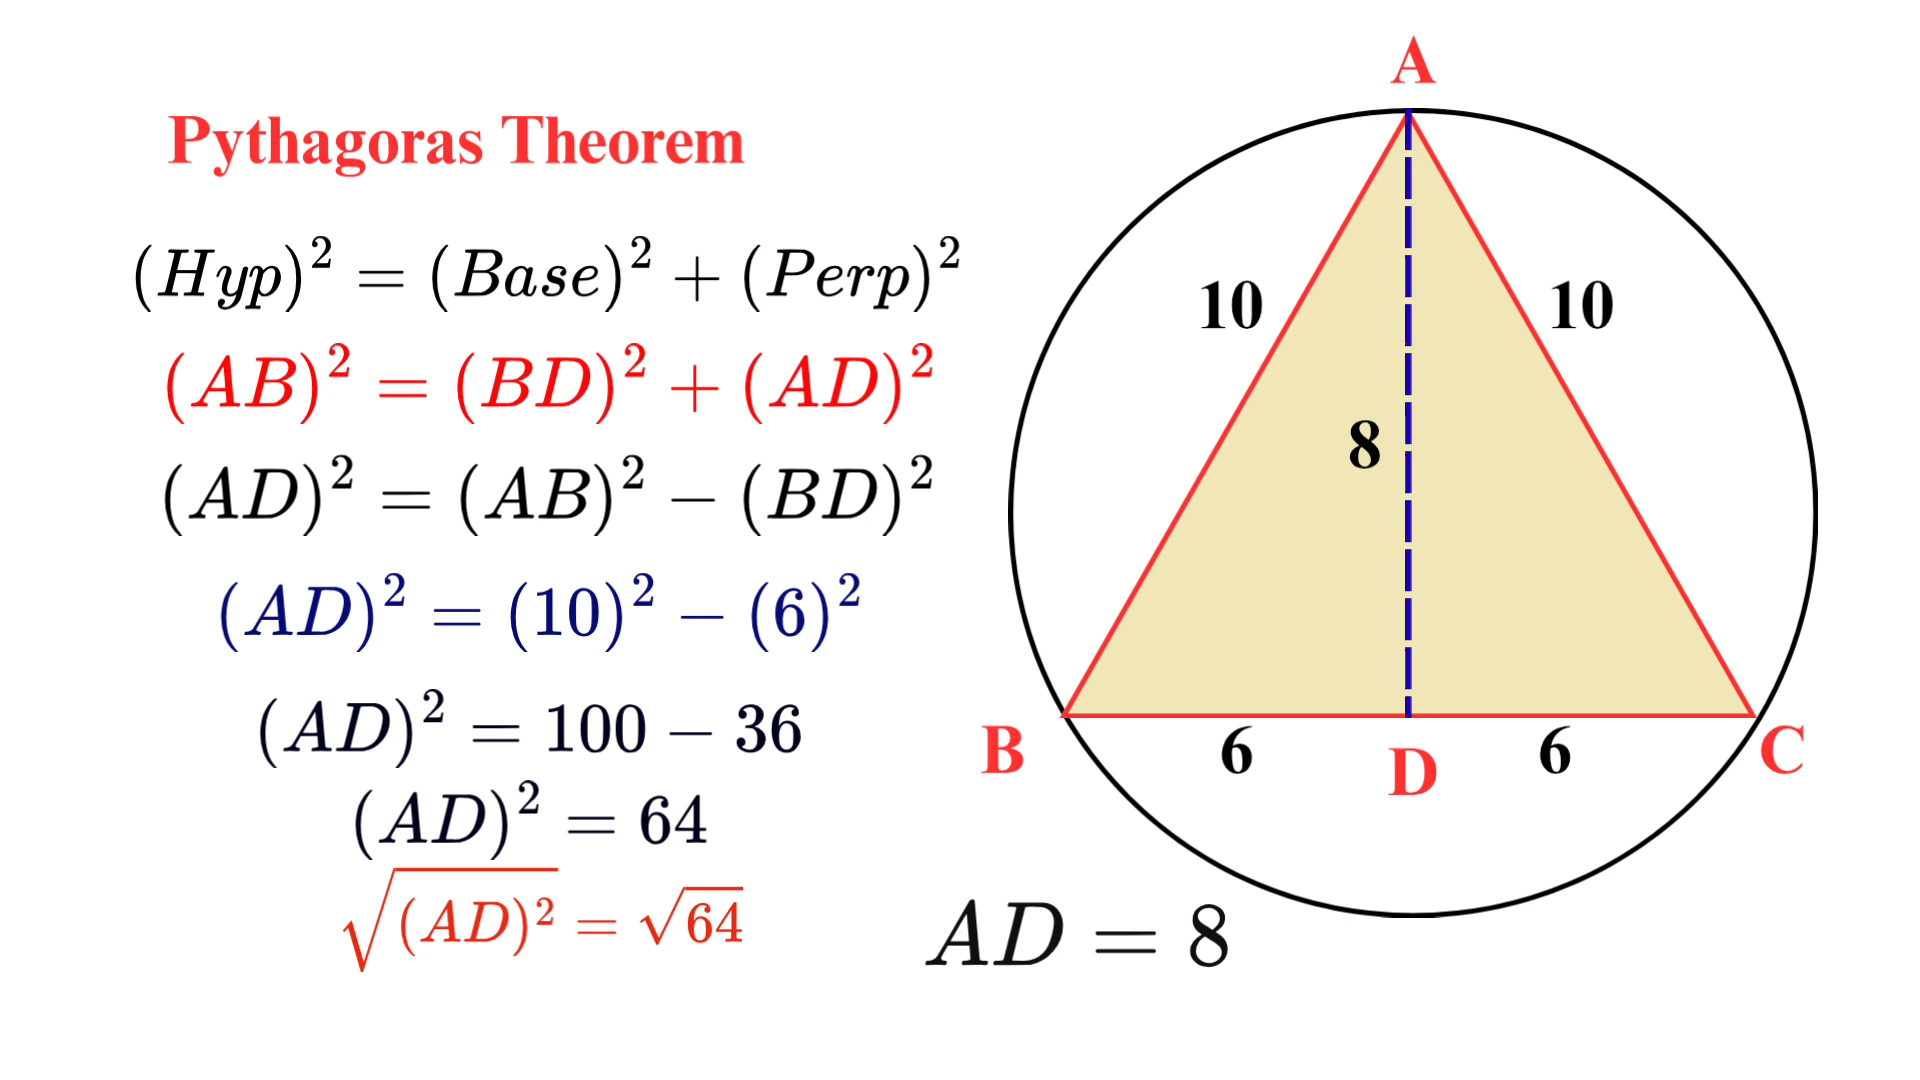 Pythagoras Theorem
(Hyp)² = (Base)² + (Perp)²
(AB)² = (BD)² + (AD)²
(AD)² = (AB)² − (BD)²
(AD)² = (10)² − (6)²
(AD)² = 100 − 36
(AD)² = 64
√(AD)² = √64
AD = 8
A
10
10
8
B
6
D
6
C